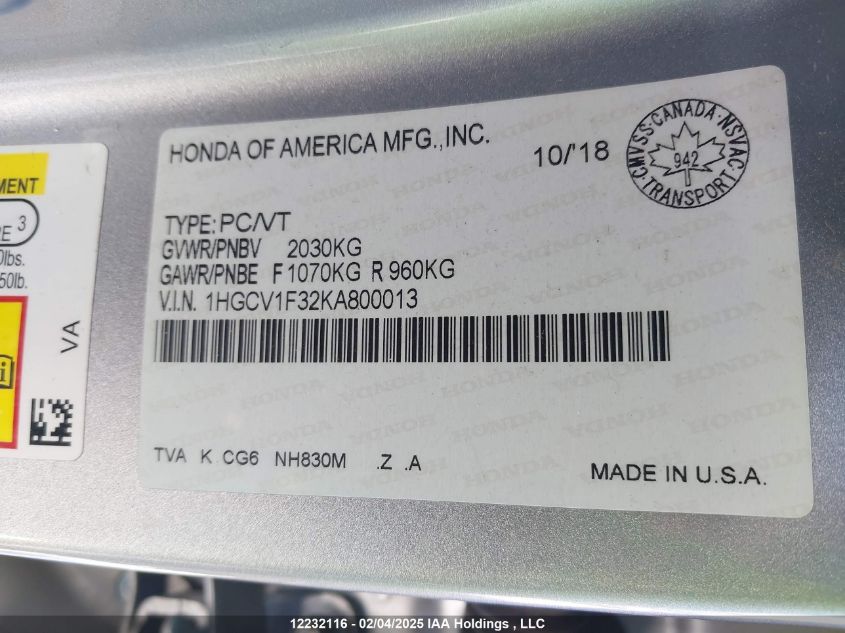 MENT
3
0lbs.
50lb.
VA
HONDA OF AMERICA MFG.,INC.
10/'18
CMVSS·CANADA·NSVAC
942
TRANSPORT
TYPE: PC/VT
GVWR/PNBV 2030KG
GAWR/PNBE F 1070KG R 960KG
V.I.N. 1HGCV1F32KA800013
TVA K CG6 NH830M .Z .A
MADE IN U.S.A.
12232116 - 02/04/2025 IAA Holdings , LLC